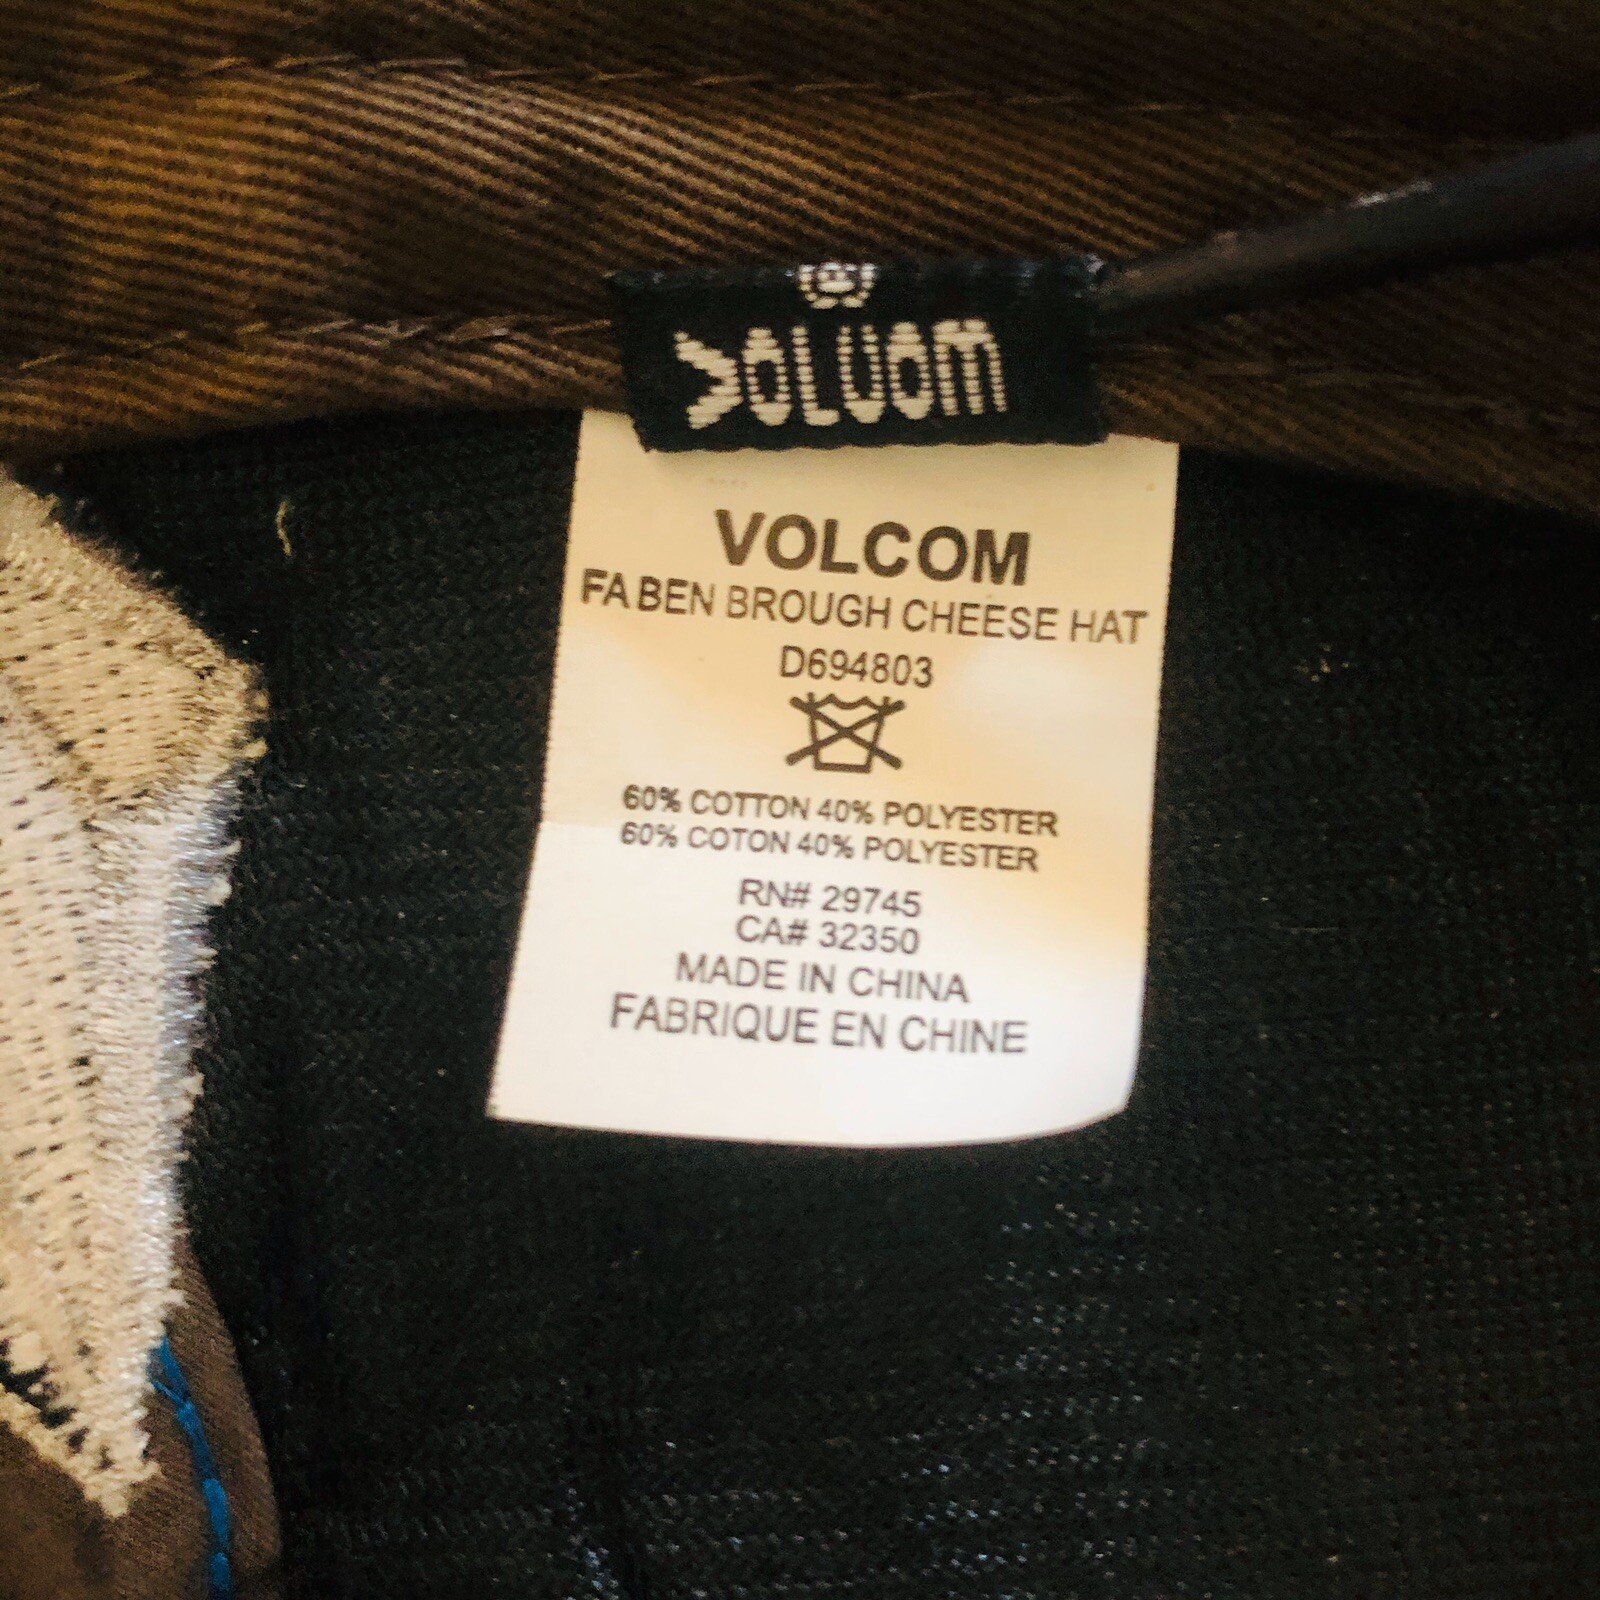 VOLCOM
VOLCOM
FA BEN BROUGH CHEESE HAT
D694803
60% COTTON 40% POLYESTER
60% COTON 40% POLYESTER
RN# 29745
CA# 32350
MADE IN CHINA
FABRIQUE EN CHINE